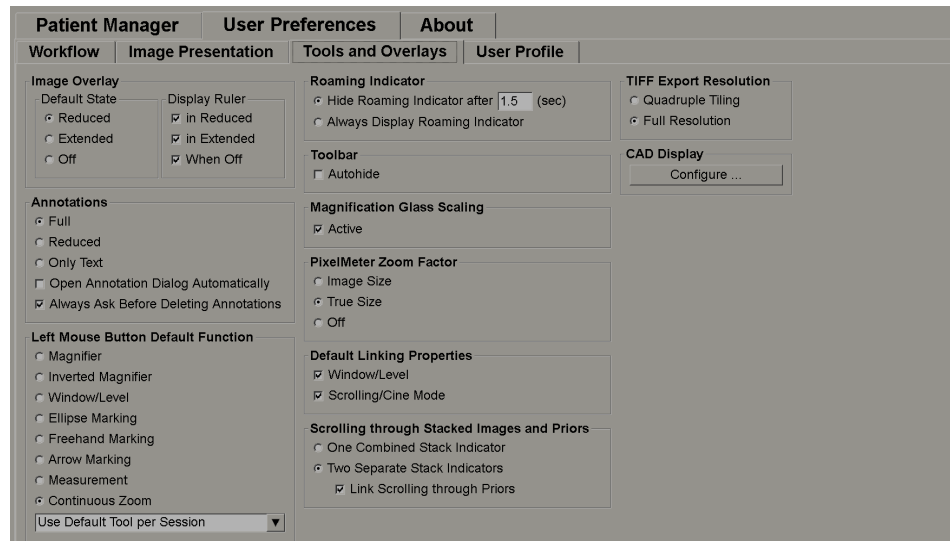 Patient Manager
User Preferences
About
Workflow
Image Presentation
Tools and Overlays
User Profile
Image Overlay
Default State
Reduced
Extended
Off
Display Ruler
in Reduced
in Extended
When Off
Annotations
Full
Reduced
Only Text
Open Annotation Dialog Automatically
Always Ask Before Deleting Annotations
Left Mouse Button Default Function
Magnifier
Inverted Magnifier
Window/Level
Ellipse Marking
Freehand Marking
Arrow Marking
Measurement
Continuous Zoom
Use Default Tool per Session
Roaming Indicator
Hide Roaming Indicator after 1.5 (sec)
Always Display Roaming Indicator
Toolbar
Autohide
Magnification Glass Scaling
Active
PixelMeter Zoom Factor
Image Size
True Size
Off
Default Linking Properties
Window/Level
Scrolling/Cine Mode
Scrolling through Stacked Images and Priors
One Combined Stack Indicator
Two Separate Stack Indicators
Link Scrolling through Priors
TIFF Export Resolution
Quadruple Tiling
Full Resolution
CAD Display
Configure ...